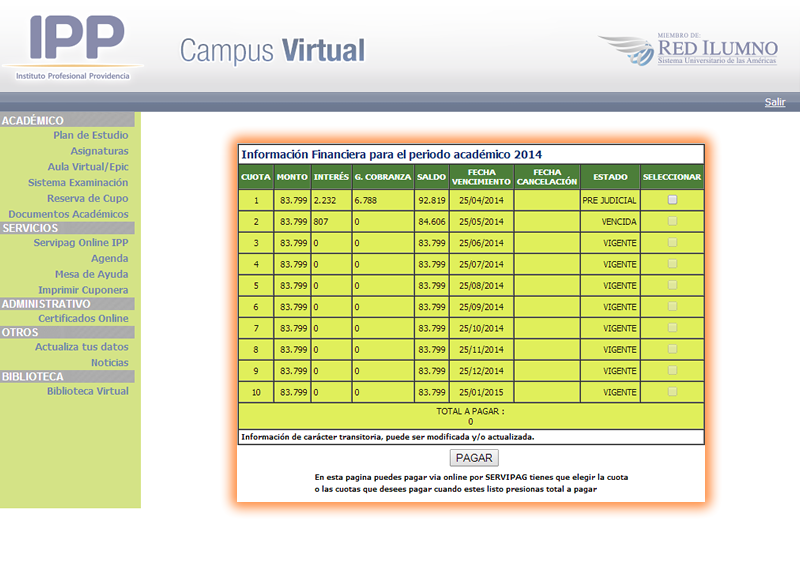 IPP
Instituto Profesional Providencia
Campus Virtual
MIEMBRO DE:
RED ILUMNO
Sistema Universitario de las Américas
Salir
ACADÉMICO
Plan de Estudio
Asignaturas
Aula Virtual/Epic
Sistema Examinación
Reserva de Cupo
Documentos Académicos
SERVICIOS
Servipag Online IPP
Agenda
Mesa de Ayuda
Imprimir Cuponera
ADMINISTRATIVO
Certificados Online
OTROS
Actualiza tus datos
Noticias
BIBLIOTECA
Biblioteca Virtual
Información Financiera para el periodo académico 2014
CUOTA MONTO INTERÉS G. COBRANZA SALDO FECHA VENCIMIENTO FECHA CANCELACIÓN ESTADO SELECCIONAR
1 83.799 2.232 6.788 92.819 25/04/2014 PRE JUDICIAL
2 83.799 807 0 84.606 25/05/2014 VENCIDA
3 83.799 0 0 83.799 25/06/2014 VIGENTE
4 83.799 0 0 83.799 25/07/2014 VIGENTE
5 83.799 0 0 83.799 25/08/2014 VIGENTE
6 83.799 0 0 83.799 25/09/2014 VIGENTE
7 83.799 0 0 83.799 25/10/2014 VIGENTE
8 83.799 0 0 83.799 25/11/2014 VIGENTE
9 83.799 0 0 83.799 25/12/2014 VIGENTE
10 83.799 0 0 83.799 25/01/2015 VIGENTE
TOTAL A PAGAR :
0
Información de carácter transitoria, puede ser modificada y/o actualizada.
PAGAR
En esta pagina puedes pagar via online por SERVIPAG tienes que elegir la cuota
o las cuotas que desees pagar cuando estes listo presionas total a pagar